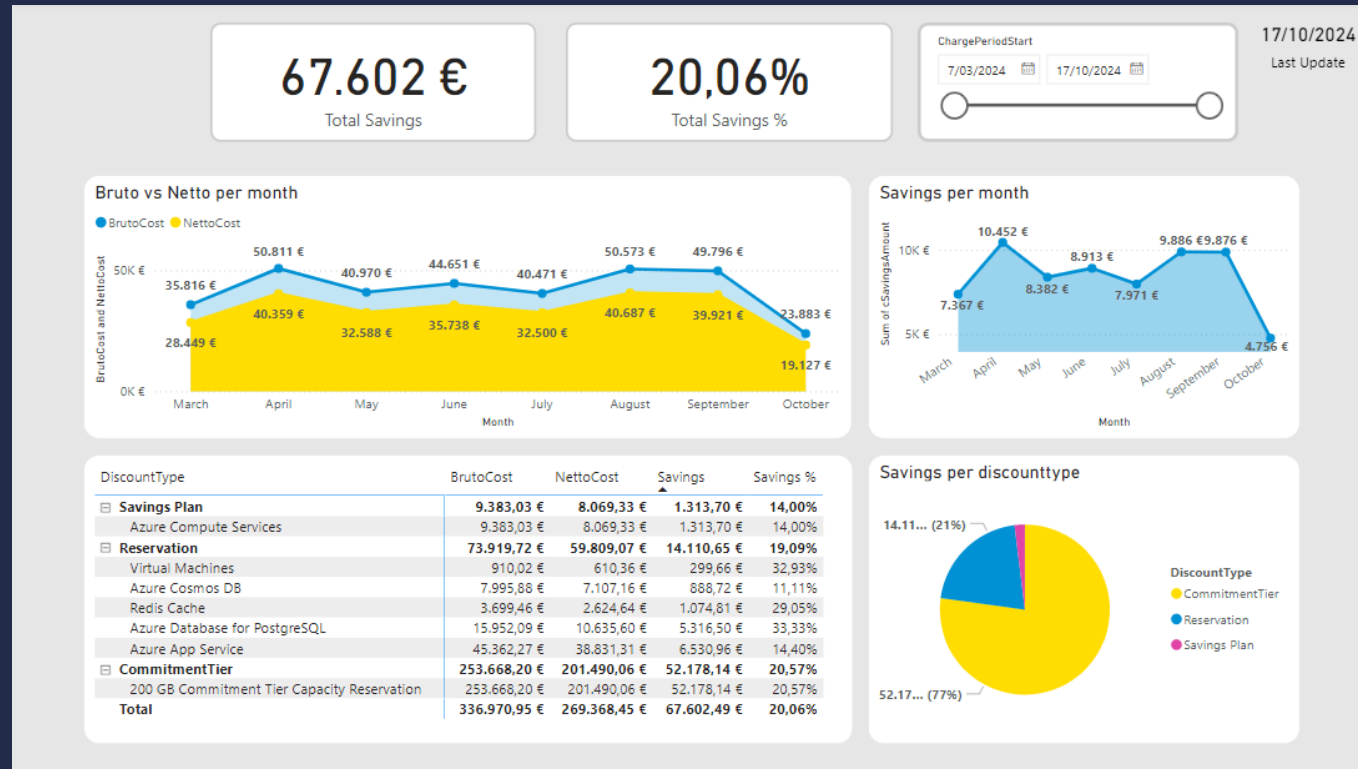 67.602 €
Total Savings
20,06%
Total Savings %
ChargePeriodStart
7/03/2024 17/10/2024
17/10/2024
Last Update
Bruto vs Netto per month
BrutoCost NettoCost
BrutoCost and NettoCost
50K €
0K €
35.816 €
50.811 €
40.970 €
44.651 €
40.471 €
50.573 €
49.796 €
23.883 €
28.449 €
40.359 €
32.588 €
35.738 €
32.500 €
40.687 €
39.921 €
19.127 €
March April May June July August September October
Month
Savings per month
Sum of cSavingsAmount
10K €
5K €
7.367 €
10.452 €
8.382 €
8.913 €
7.971 €
9.886 €
9.876 €
4.756 €
March April May June July August September October
Month
DiscountType BrutoCost NettoCost Savings Savings %
Savings Plan 9.383,03 € 8.069,33 € 1.313,70 € 14,00%
Azure Compute Services 9.383,03 € 8.069,33 € 1.313,70 € 14,00%
Reservation 73.919,72 € 59.809,07 € 14.110,65 € 19,09%
Virtual Machines 910,02 € 610,36 € 299,66 € 32,93%
Azure Cosmos DB 7.995,88 € 7.107,16 € 888,72 € 11,11%
Redis Cache 3.699,46 € 2.624,64 € 1.074,81 € 29,05%
Azure Database for PostgreSQL 15.952,09 € 10.635,60 € 5.316,50 € 33,33%
Azure App Service 45.362,27 € 38.831,31 € 6.530,96 € 14,40%
CommitmentTier 253.668,20 € 201.490,06 € 52.178,14 € 20,57%
200 GB Commitment Tier Capacity Reservation 253.668,20 € 201.490,06 € 52.178,14 € 20,57%
Total 336.970,95 € 269.368,45 € 67.602,49 € 20,06%
Savings per discounttype
14.11... (21%)
52.17... (77%)
DiscountType
CommitmentTier
Reservation
Savings Plan